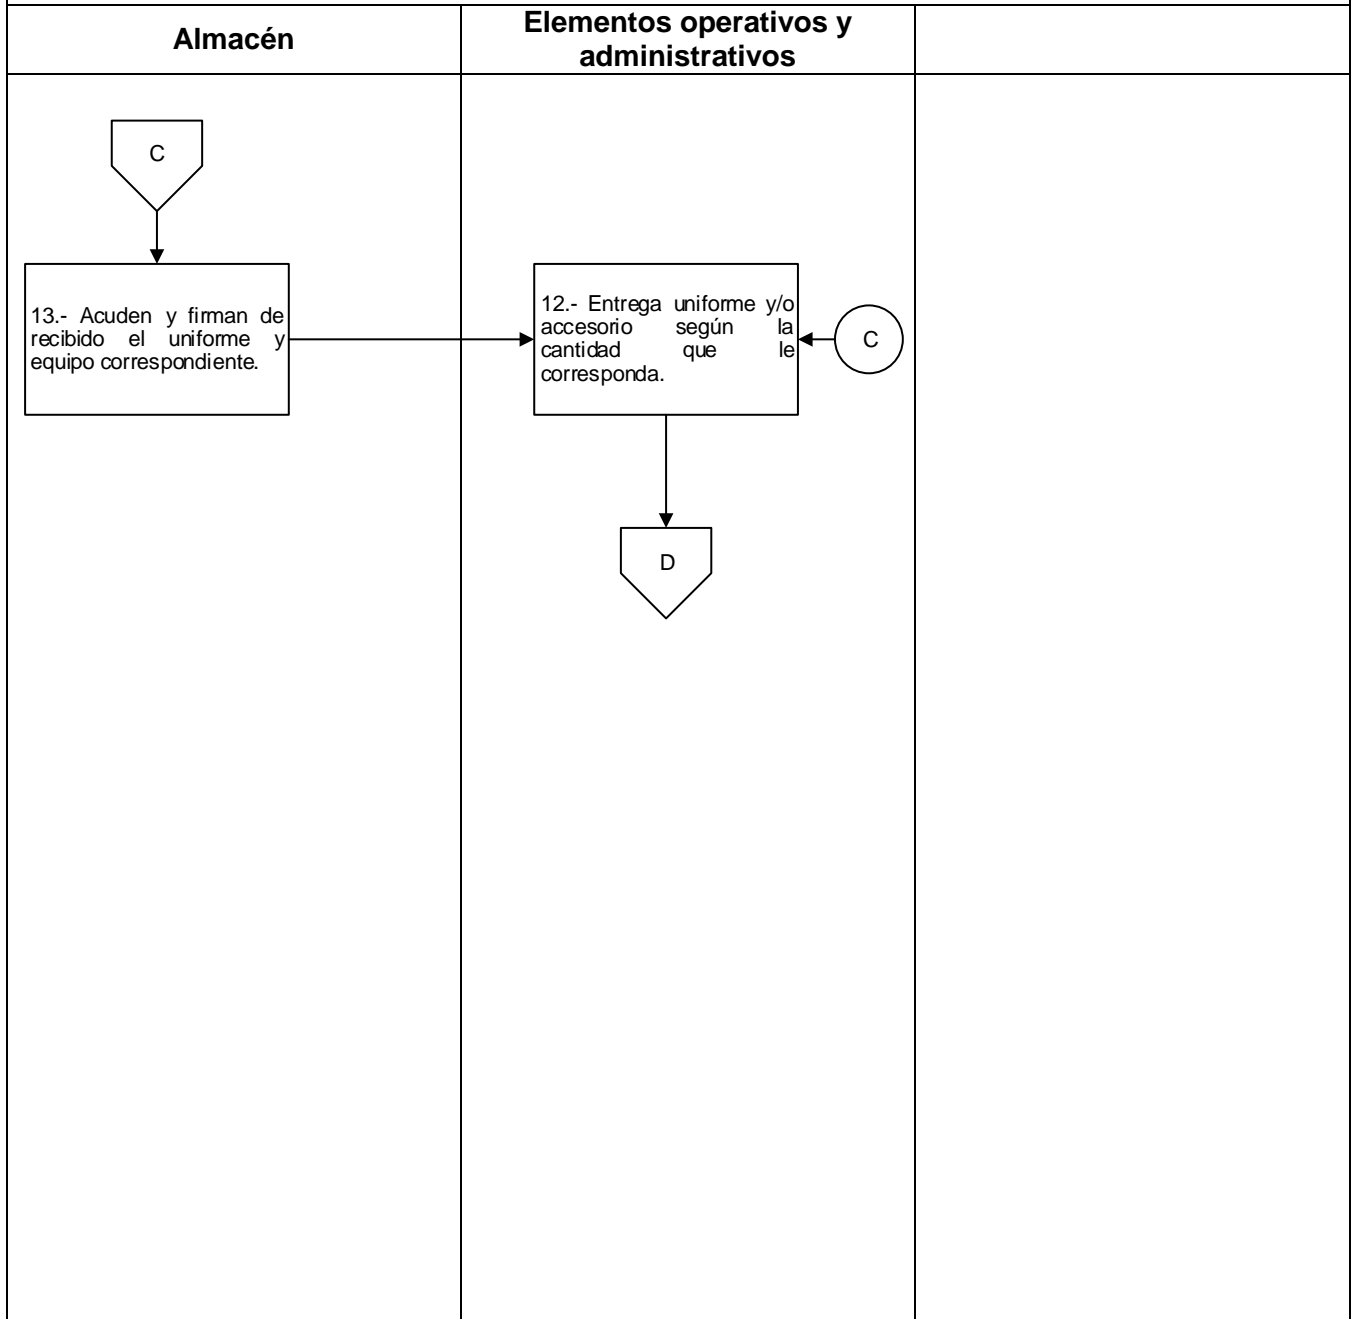 Almacén
Elementos operativos y
administrativos
C
13.- Acuden y firman de
recibido el uniforme y
equipo correspondiente.
12.- Entrega uniforme y/o
accesorio según la
cantidad que le
corresponda.
C
D